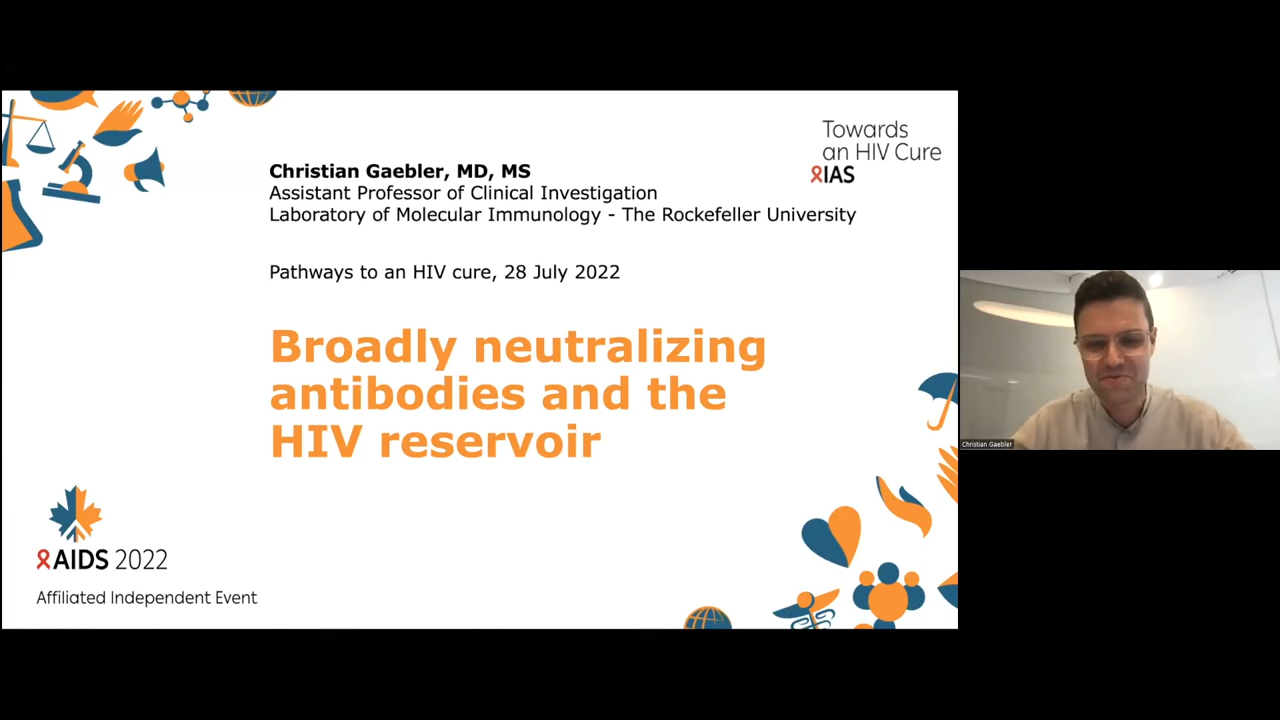 Towards
an HIV Cure
IAS
Christian Gaebler, MD, MS
Assistant Professor of Clinical Investigation
Laboratory of Molecular Immunology - The Rockefeller University
Pathways to an HIV cure, 28 July 2022
Broadly neutralizing
antibodies and the
HIV reservoir
AIDS 2022
Affiliated Independent Event
Christian Gaebler